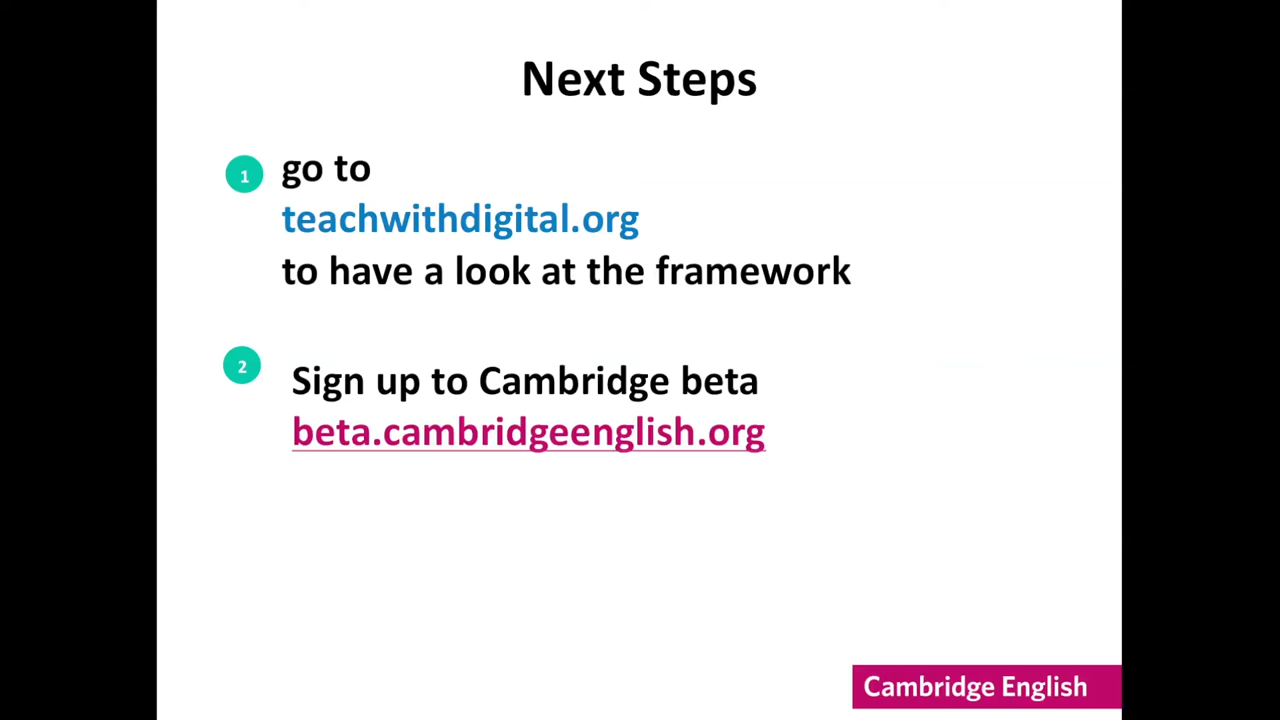 Next Steps
1
go to
teachwithdigital.org
to have a look at the framework
2
Sign up to Cambridge beta
beta.cambridgeenglish.org
Cambridge English